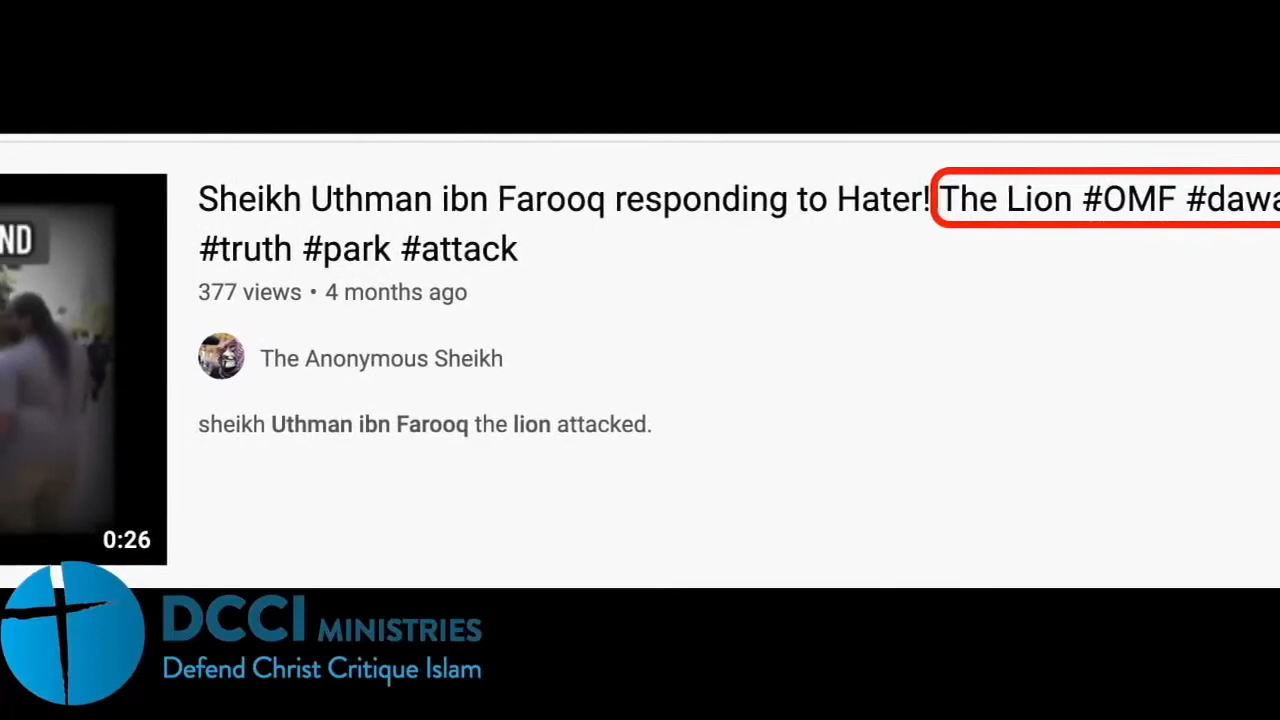 Sheikh Uthman ibn Farooq responding to Hater! The Lion #OMF
#truth #park #attack
377 views • 4 months ago
The Anonymous Sheikh
sheikh Uthman ibn Farooq the lion attacked.
0:26
DCCI MINISTRIES
Defend Christ Critique Islam